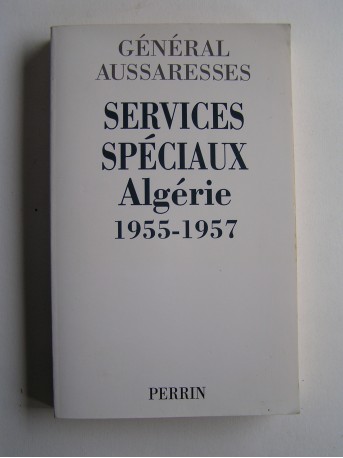 GÉNÉRAL
AUSSARESSES
SERVICES
SPÉCIAUX
Algérie
1955-1957
PERRIN